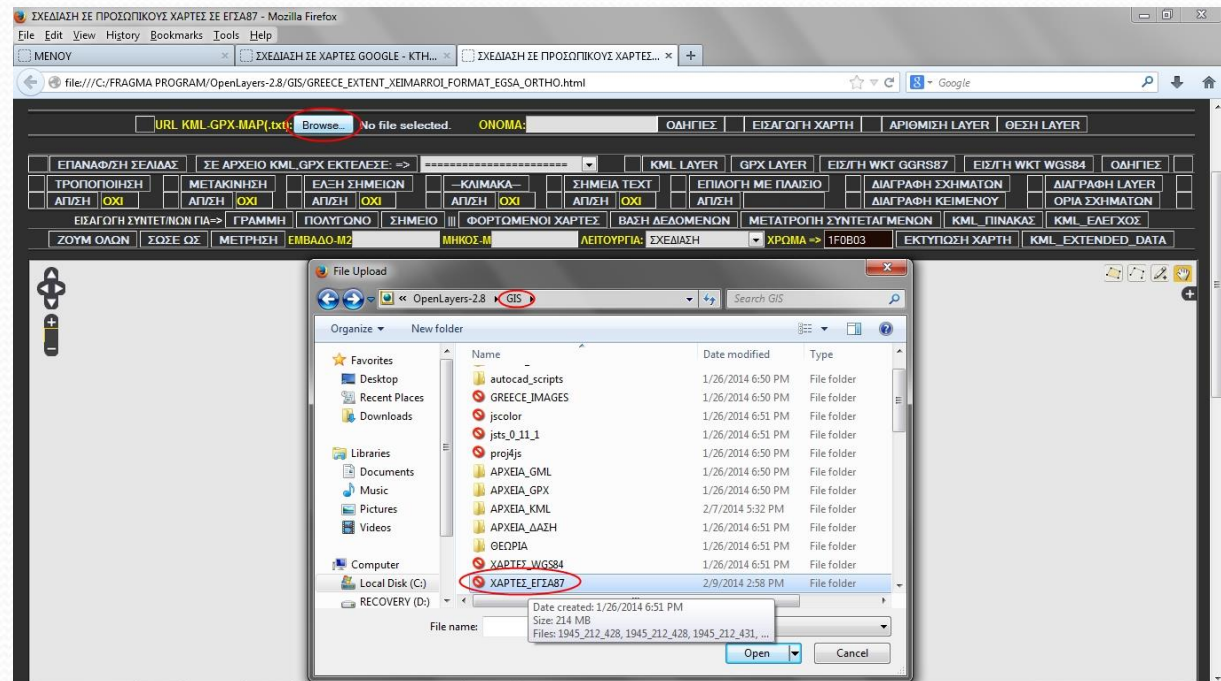 ΣΧΕΔΙΑΣΗ ΣΕ ΠΡΟΣΩΠΙΚΟΥΣ ΧΑΡΤΕΣ ΣΕ ΕΓΣΑ87 - Mozilla Firefox
File Edit View History Bookmarks Tools Help
ΜΕΝΟΥ ΣΧΕΔΙΑΣΗ ΣΕ ΧΑΡΤΕΣ GOOGLE - ΚΤΗ... ΣΧΕΔΙΑΣΗ ΣΕ ΠΡΟΣΩΠΙΚΟΥΣ ΧΑΡΤΕΣ...
file:///C:/FRAGMA PROGRAM/OpenLayers-2.8/GIS/GREECE_EXTENT_XEIMARROI_FORMAT_EGSA_ORTHO.html Google
URL KML-GPX-MAP(.txt): Browse... No file selected. ΟΝΟΜΑ: ΟΔΗΓΙΕΣ ΕΙΣΑΓΩΓΗ ΧΑΡΤΗ ΑΡΙΘΜΙΣΗ LAYER ΘΕΣΗ LAYER
ΕΠΑΝΑΦ/ΣΗ ΣΕΛΙΔΑΣ ΣΕ ΑΡΧΕΙΟ KML,GPX ΕΚΤΕΛΕΣΕ: => ======================= KML LAYER GPX LAYER ΕΙΣ/ΓΗ WKT GGRS87 ΕΙΣ/ΓΗ WKT WGS84 ΟΔΗΓΙΕΣ
ΤΡΟΠΟΠΟΙΗΣΗ ΜΕΤΑΚΙΝΗΣΗ ΕΛΞΗ ΣΗΜΕΙΩΝ —ΚΛΙΜΑΚΑ— ΣΗΜΕΙΑ TEXT ΕΠΙΛΟΓΗ ΜΕ ΠΛΑΙΣΙΟ ΔΙΑΓΡΑΦΗ ΣΧΗΜΑΤΩΝ ΔΙΑΓΡΑΦΗ LAYER
ΑΠ/ΣΗ ΟΧΙ ΑΠ/ΣΗ ΟΧΙ ΑΠ/ΣΗ ΟΧΙ ΑΠ/ΣΗ ΟΧΙ ΑΠ/ΣΗ ΟΧΙ ΑΠ/ΣΗ ΔΙΑΓΡΑΦΗ ΚΕΙΜΕΝΟΥ ΟΡΙΑ ΣΧΗΜΑΤΩΝ
ΕΙΣΑΓΩΓΗ ΣΥΝΤΕΤ/ΝΩΝ ΓΙΑ=> ΓΡΑΜΜΗ ΠΟΛΥΓΩΝΟ ΣΗΜΕΙΟ ||| ΦΟΡΤΩΜΕΝΟΙ ΧΑΡΤΕΣ ΒΑΣΗ ΔΕΔΟΜΕΝΩΝ ΜΕΤΑΤΡΟΠΗ ΣΥΝΤΕΤΑΓΜΕΝΩΝ KML_ΠΙΝΑΚΑΣ KML_ΕΛΕΓΧΟΣ
ΖΟΥΜ ΟΛΩΝ ΣΩΣΕ ΩΣ ΜΕΤΡΗΣΗ ΕΜΒΑΔΟ-Μ2 ΜΗΚΟΣ-Μ ΛΕΙΤΟΥΡΓΙΑ: ΣΧΕΔΙΑΣΗ ΧΡΩΜΑ => 1F0B03 ΕΚΤΥΠΩΣΗ ΧΑΡΤΗ KML_EXTENDED_DATA
File Upload
« OpenLayers-2.8 GIS Search GIS
Organize New folder
Name Date modified Type
Favorites
Desktop
Recent Places
Downloads
Libraries
Documents
Music
Pictures
Videos
Computer
Local Disk (C:)
RECOVERY (D:)
autocad_scripts 1/26/2014 6:50 PM File folder
GREECE_IMAGES 1/26/2014 6:50 PM File folder
jscolor 1/26/2014 6:51 PM File folder
jsts_0_11_1 1/26/2014 6:51 PM File folder
proj4js 1/26/2014 6:51 PM File folder
ΑΡΧΕΙΑ_GML 1/26/2014 6:50 PM File folder
ΑΡΧΕΙΑ_GPX 1/26/2014 6:50 PM File folder
ΑΡΧΕΙΑ_KML 2/7/2014 5:32 PM File folder
ΑΡΧΕΙΑ_ΔΑΣΗ 1/26/2014 6:51 PM File folder
ΘΕΩΡΙΑ 1/26/2014 6:51 PM File folder
ΧΑΡΤΕΣ_WGS84 1/26/2014 6:51 PM File folder
ΧΑΡΤΕΣ_ΕΓΣΑ87 2/9/2014 2:58 PM File folder
Date created: 1/26/2014 6:51 PM
Size: 214 MB
Files: 1945_212_428, 1945_212_428, 1945_212_431, ...
File name:
Open Cancel